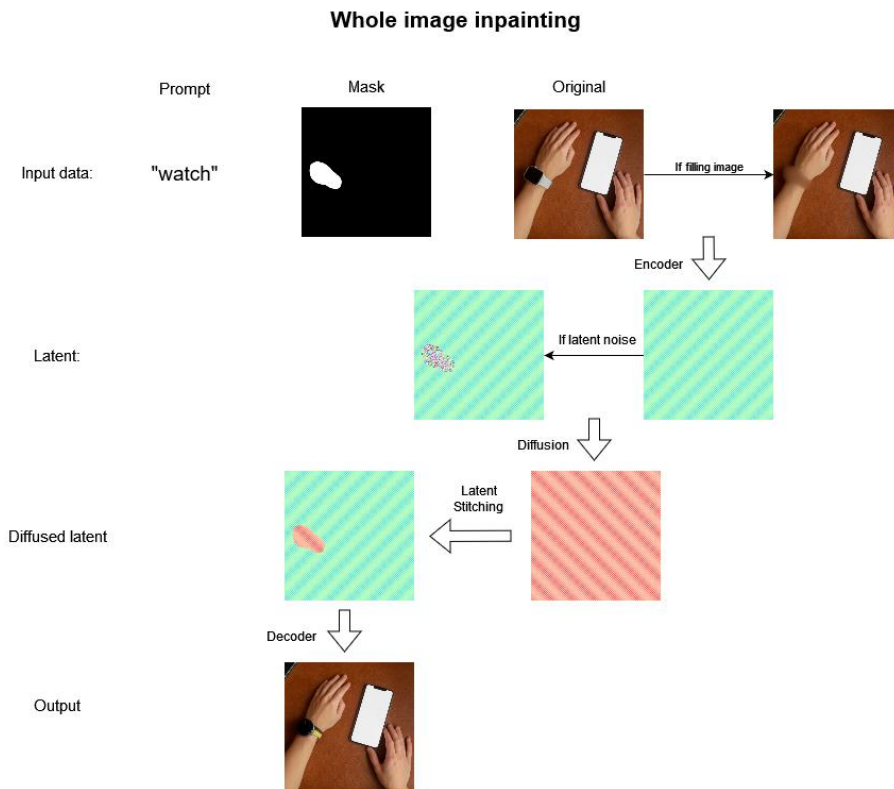 Whole image inpainting
Prompt
Mask
Original
Input data:
"watch"
If filling image
Encoder
Latent:
If latent noise
Diffusion
Latent
Stitching
Diffused latent
Decoder
Output